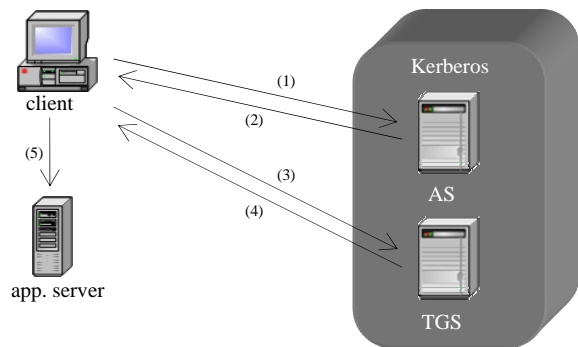 Kerberos
(1)
client
(2)
(5)
(3)
AS
(4)
app. server
TGS